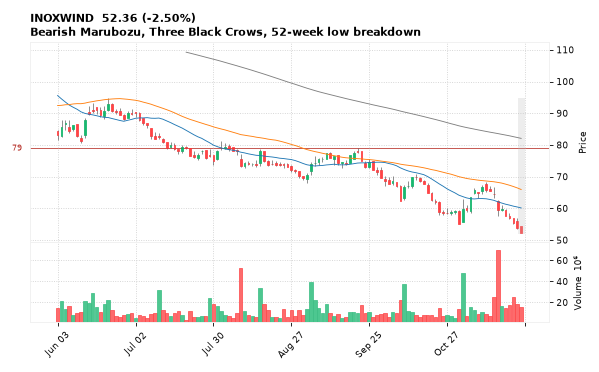 INOXWIND 52.36 (-2.50%)
Bearish Marubozu, Three Black Crows, 52-week low breakdown
110
100
90
80
70
60
50
Price
79
60
40
20
Volume 10⁶
Jun 03
Jul 02
Jul 30
Aug 27
Sep 25
Oct 27